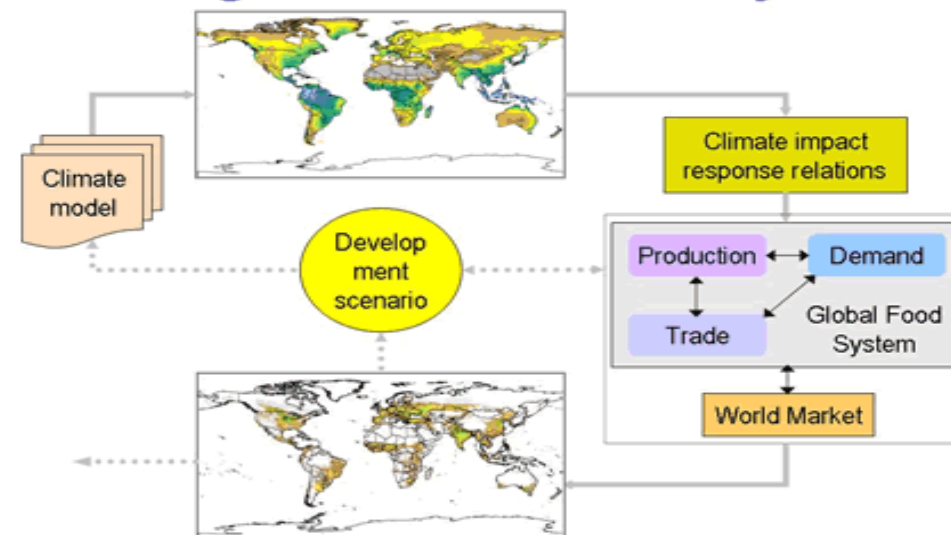 Climate
model
Climate impact
response relations
Develop
ment
scenario
Production
Demand
Trade
Global Food
System
World Market